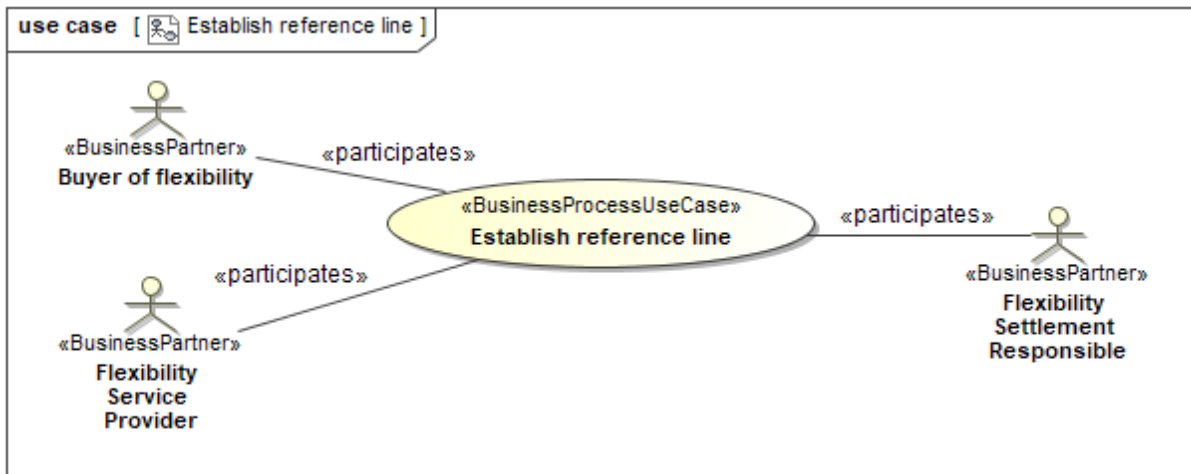 use case [ Establish reference line ]
«BusinessPartner»
Buyer of flexibility
«participates»
«BusinessProcessUseCase»
Establish reference line
«participates»
«BusinessPartner»
Flexibility
Settlement
Responsible
«participates»
«BusinessPartner»
Flexibility
Service
Provider